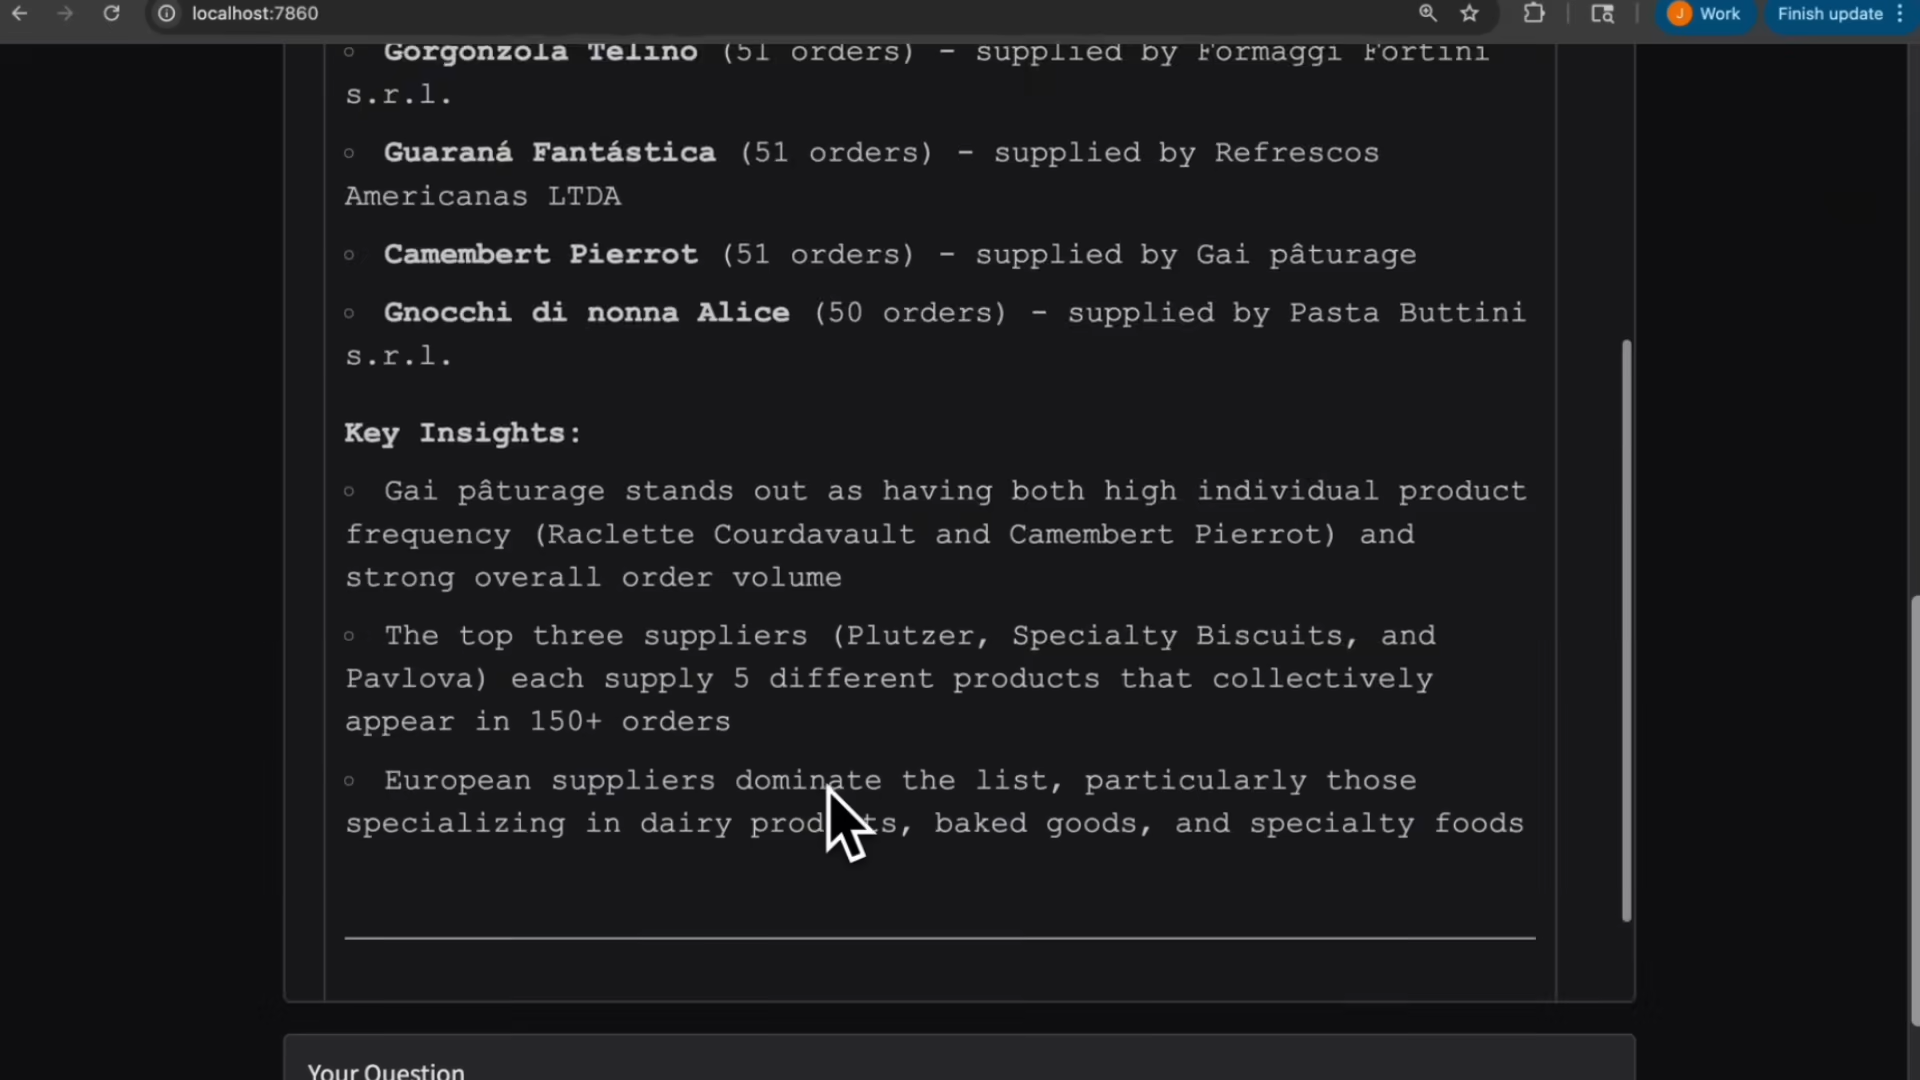 localhost:7860
Work
Finish update
Gorgonzola Telino (51 orders) - supplied by Formaggi Fortini
s.r.l.
Guaraná Fantástica (51 orders) - supplied by Refrescos
Americanas LTDA
Camembert Pierrot (51 orders) - supplied by Gai pâturage
Gnocchi di nonna Alice (50 orders) - supplied by Pasta Buttini
s.r.l.
Key Insights:
Gai pâturage stands out as having both high individual product
frequency (Raclette Courdavault and Camembert Pierrot) and
strong overall order volume
The top three suppliers (Plutzer, Specialty Biscuits, and
Pavlova) each supply 5 different products that collectively
appear in 150+ orders
European suppliers dominate the list, particularly those
specializing in dairy products, baked goods, and specialty foods
Your Question